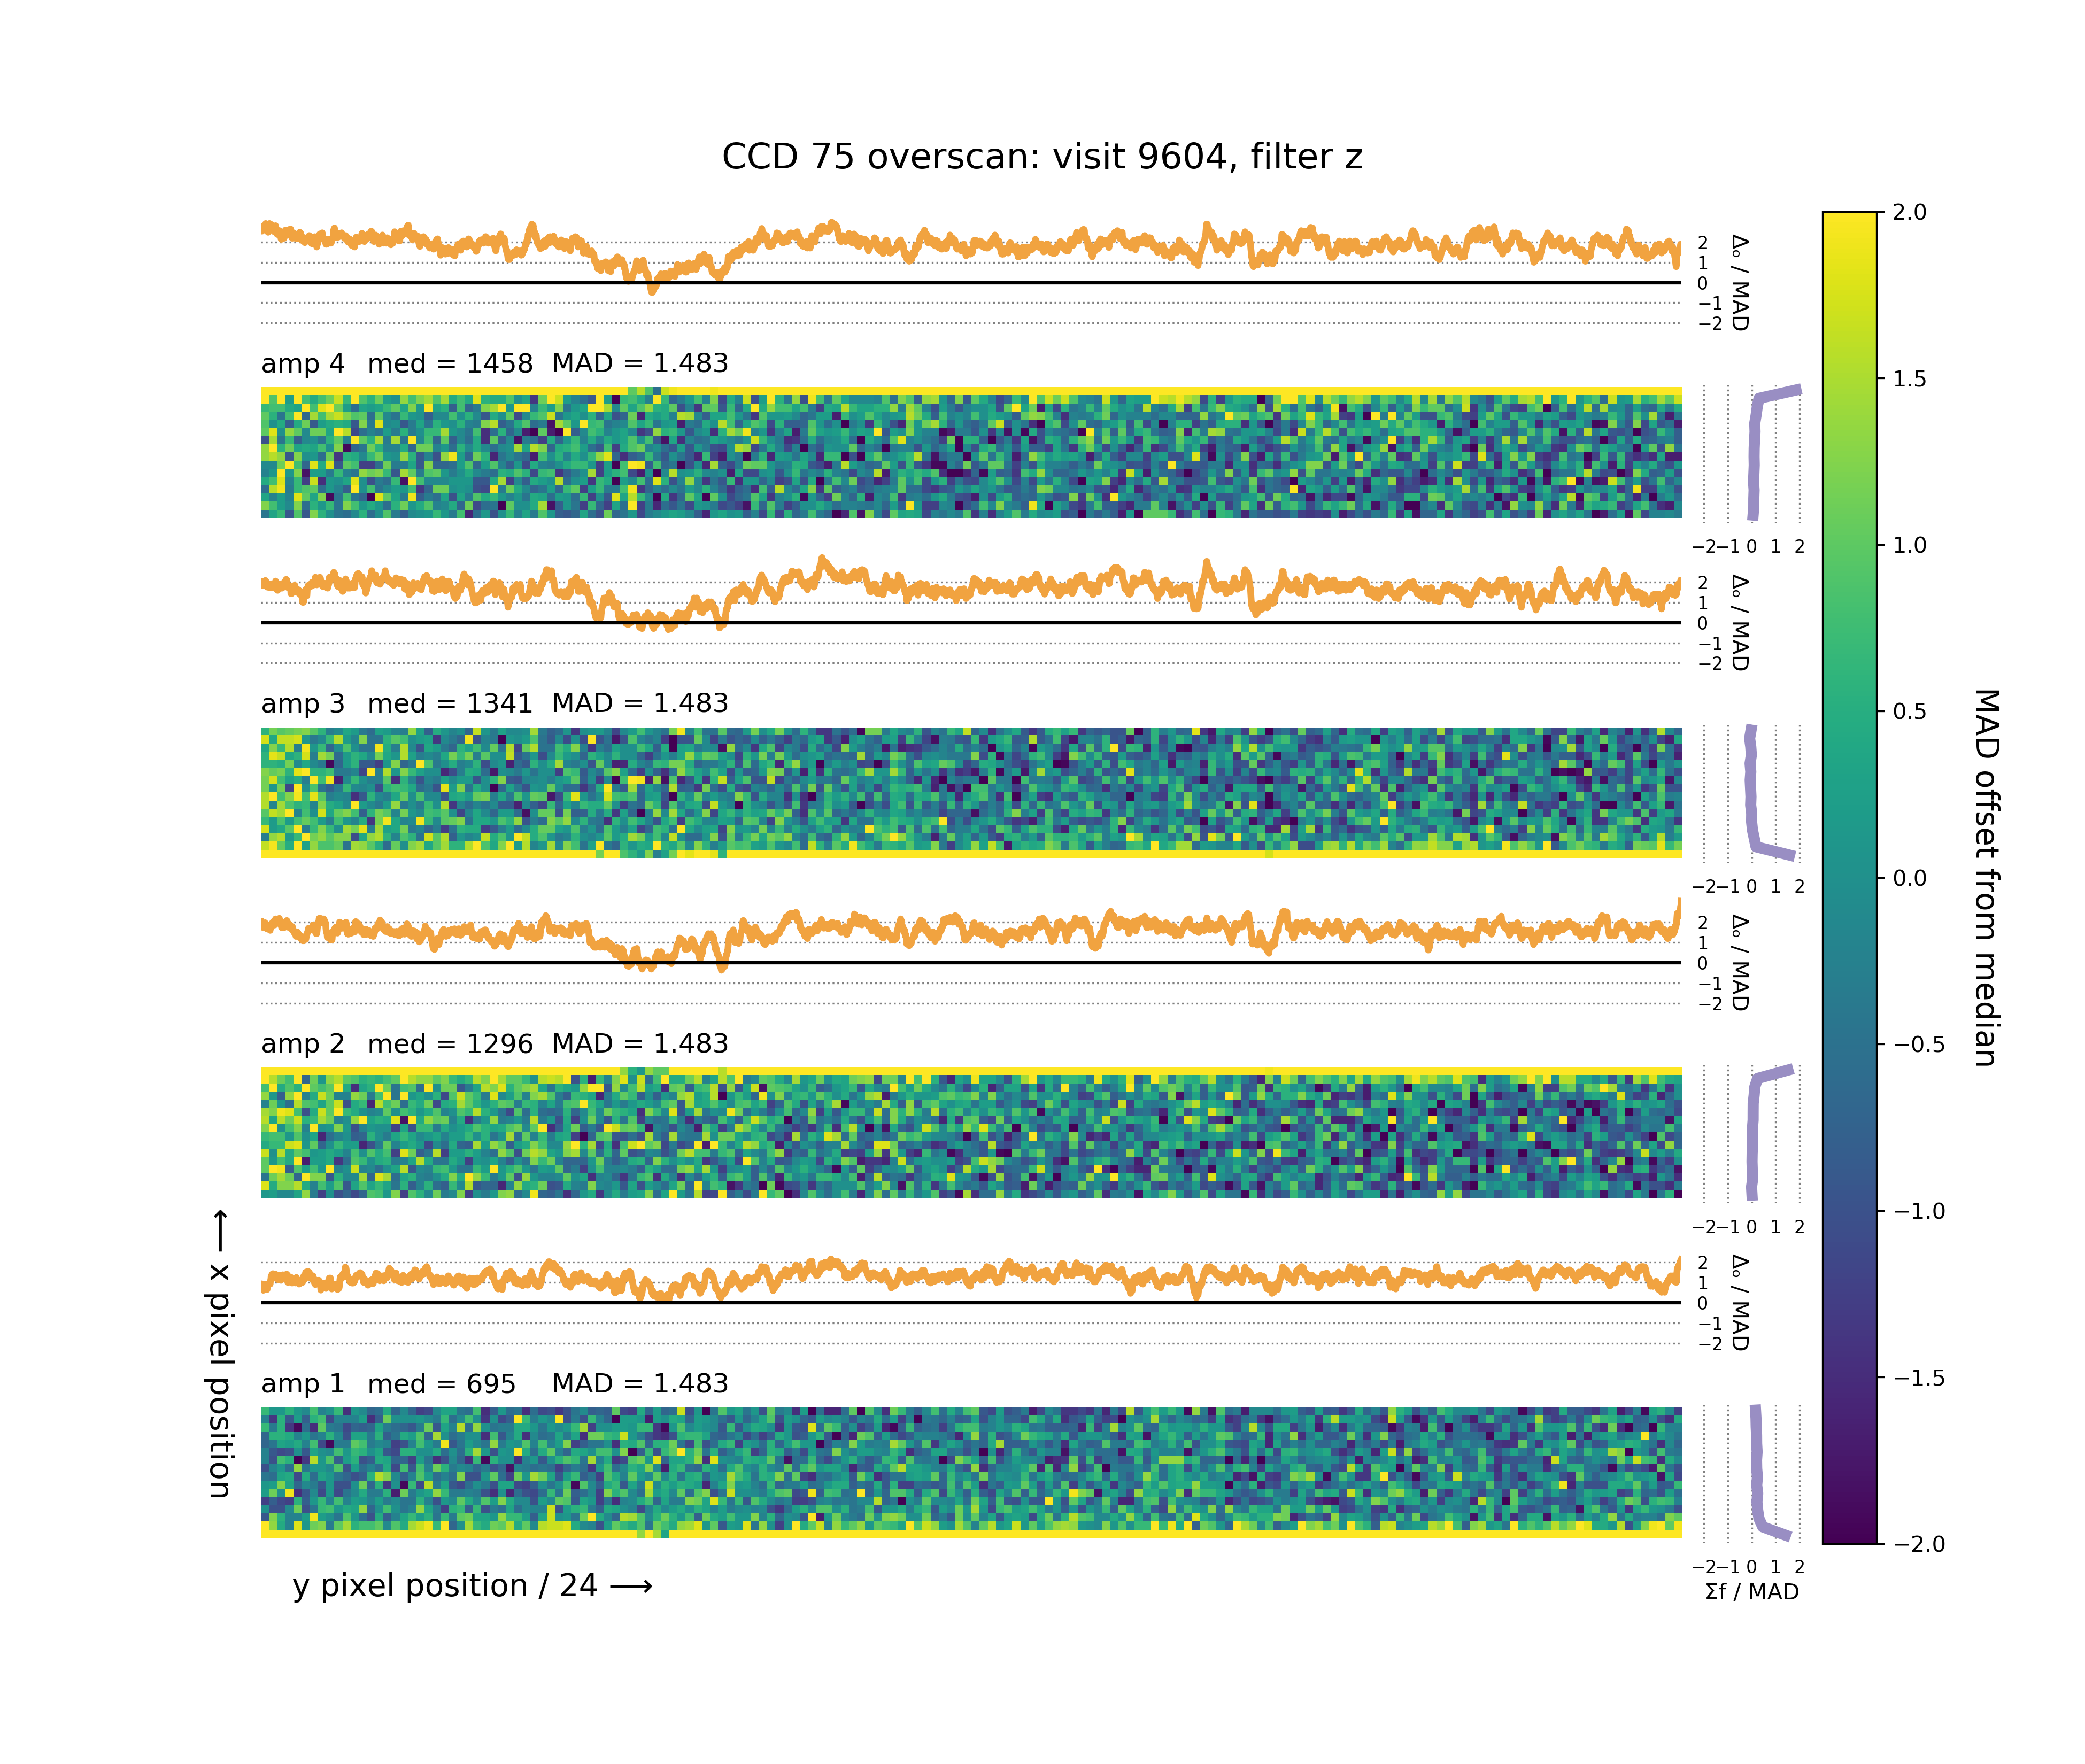 CCD 75 overscan: visit 9604, filter z
2
1
0
−1
−2
Δₒ / MAD
amp 4 med = 1458 MAD = 1.483
−2 −1 0 1 2
2
1
0
−1
−2
Δₒ / MAD
amp 3 med = 1341 MAD = 1.483
−2 −1 0 1 2
2
1
0
−1
−2
Δₒ / MAD
amp 2 med = 1296 MAD = 1.483
−2 −1 0 1 2
2
1
0
−1
−2
Δₒ / MAD
amp 1 med = 695 MAD = 1.483
−2 −1 0 1 2
Σf / MAD
x pixel position ⟶
y pixel position / 24 ⟶
2.0
1.5
1.0
0.5
0.0
−0.5
−1.0
−1.5
−2.0
MAD offset from median